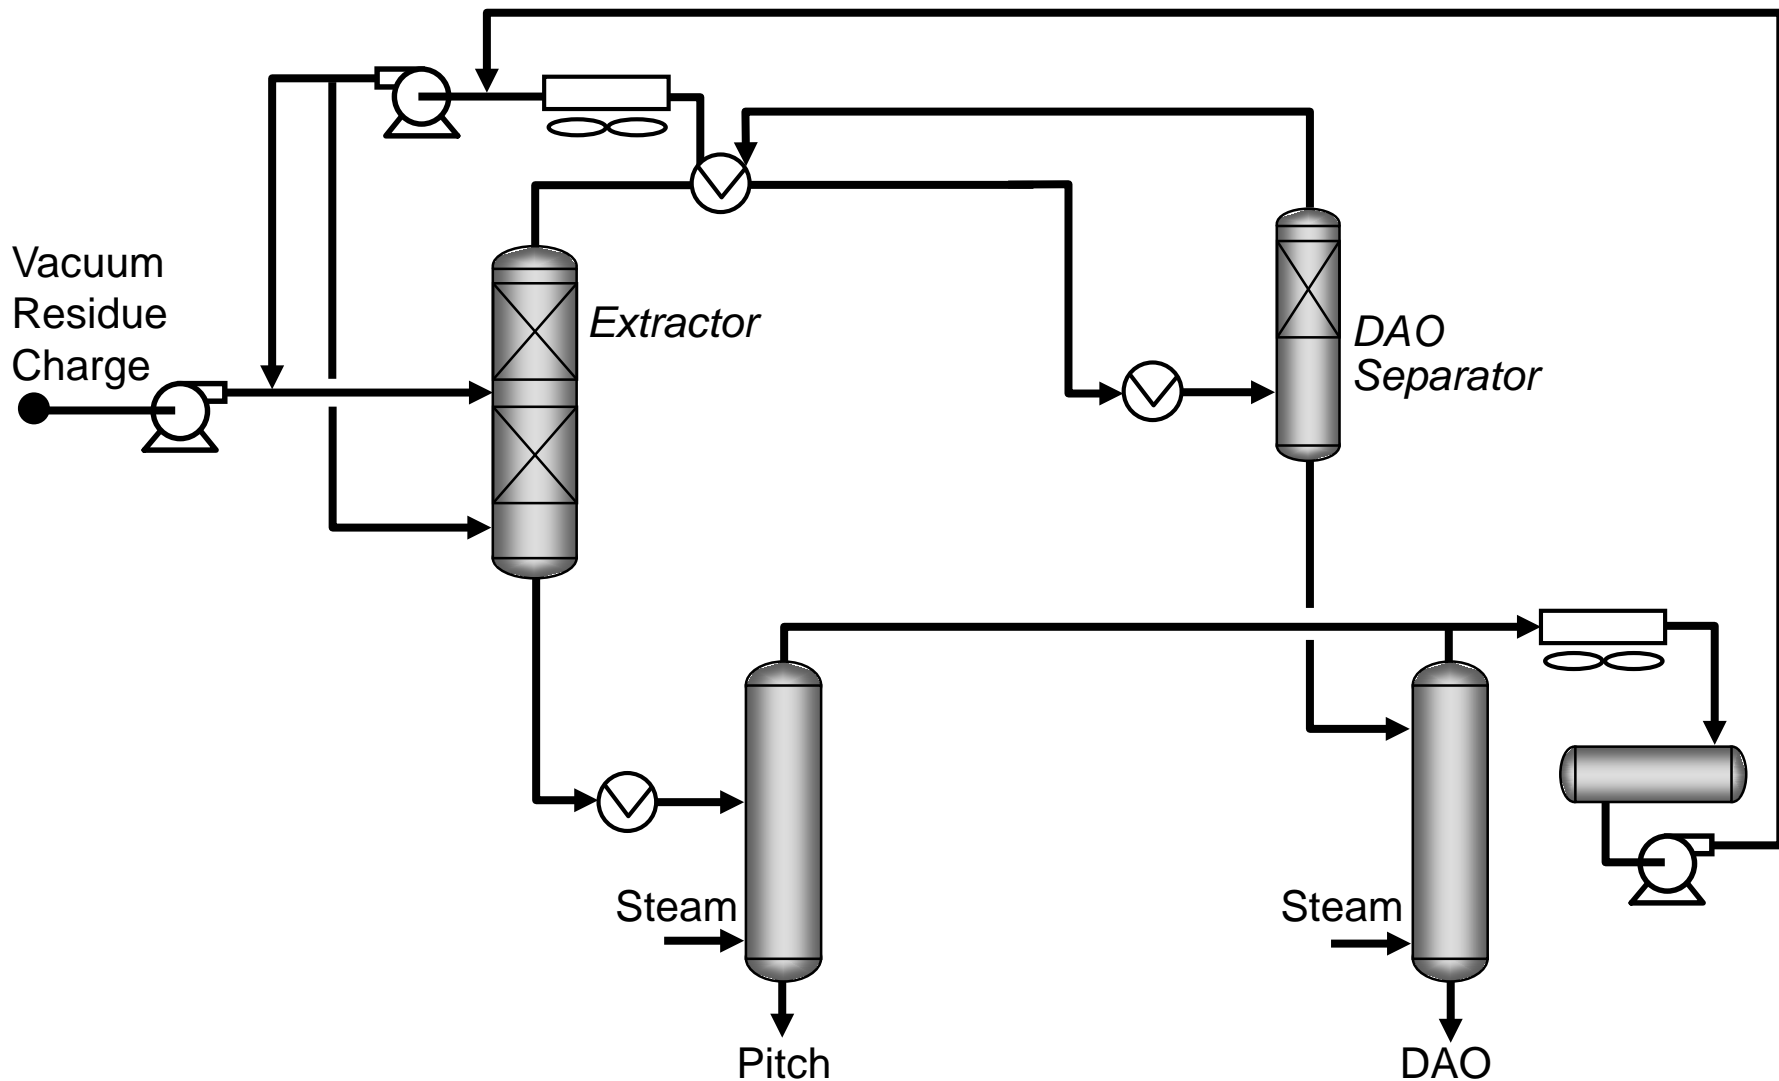 Vacuum
Residue
Charge
Extractor
DAO
Separator
Steam
Steam
Pitch
DAO